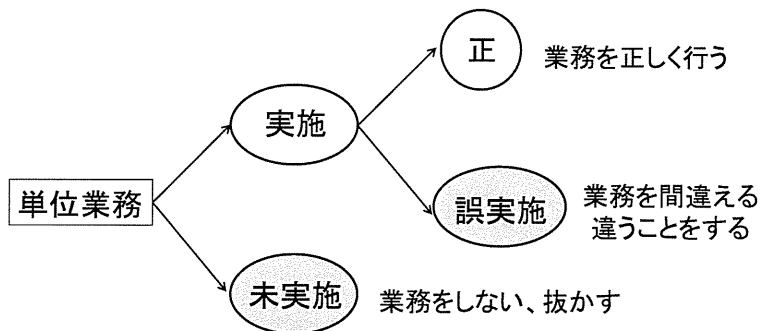 正
業務を正しく行う
実施
単位業務
誤実施
業務を間違える
違うことをする
未実施
業務をしない、抜かす